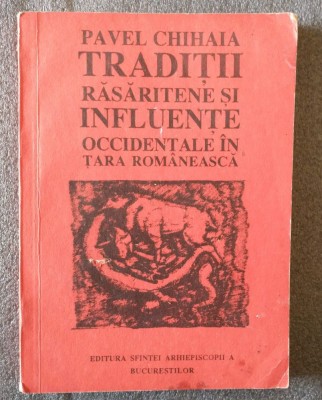 PAVEL CHIHAIA
TRADIȚII
RĂSĂRITENE ȘI
INFLUENȚE
OCCIDENTALE ÎN
ȚARA ROMÂNEASCĂ
EDITURA SFINTEI ARHIEPISCOPII A
BUCUREȘTILOR